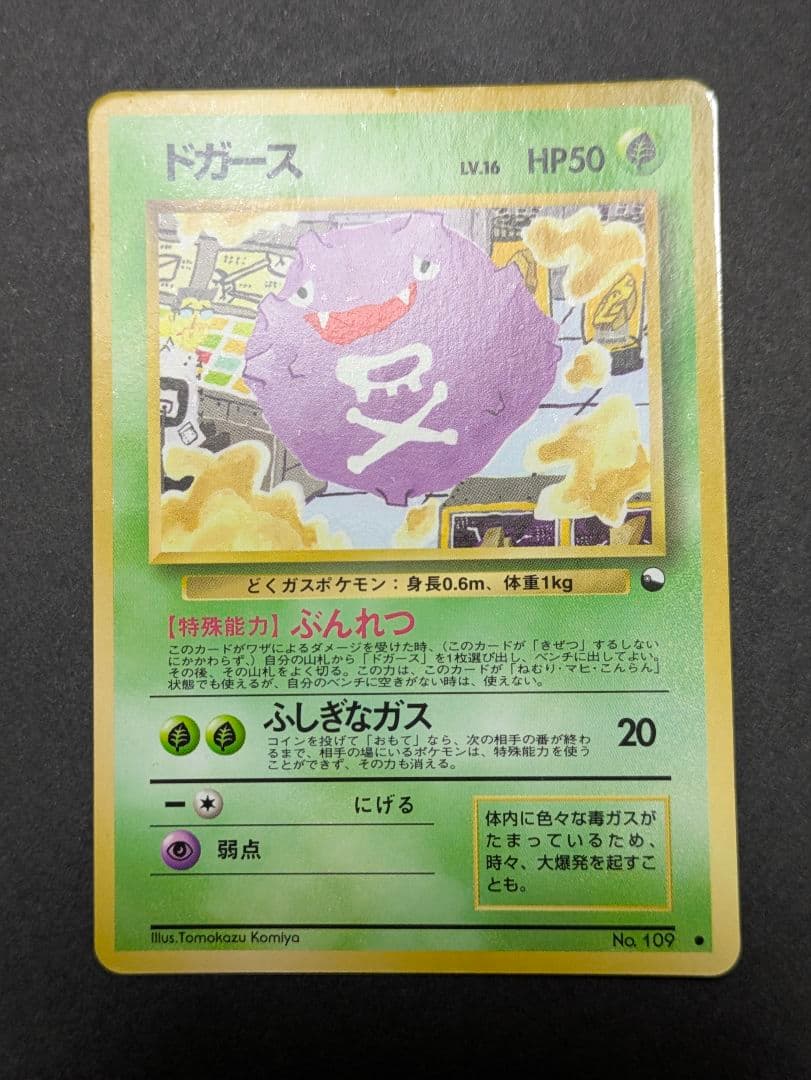 ドガース LV.16 HP50
どくガスポケモン：身長0.6m、体重1kg
【特殊能力】ぶんれつ
このカードがワザによるダメージを受けた時、（このカードが「きぜつ」するしない
にかかわらず、）自分の山札から「ドガース」を1枚選び出し、ベンチに出してよい。
その後、その山札をよく切る。この力は、このカードが「ねむり・マヒ・こんらん」
状態でも使えるが、自分のベンチに空きがない時は、使えない。
ふしぎなガス 20
コインを投げて「おもて」なら、次の相手の番が終わ
るまで、相手の場にいるポケモンは、特殊能力を使う
ことができず、その力も消える。
にげる
弱点
体内に色々な毒ガスが
たまっているため、
時々、大爆発を起すこ
とも。
Illus.Tomokazu Komiya
No. 109